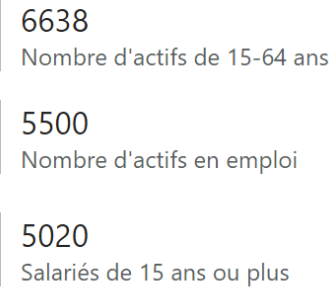 6638
Nombre d'actifs de 15-64 ans
5500
Nombre d'actifs en emploi
5020
Salariés de 15 ans ou plus